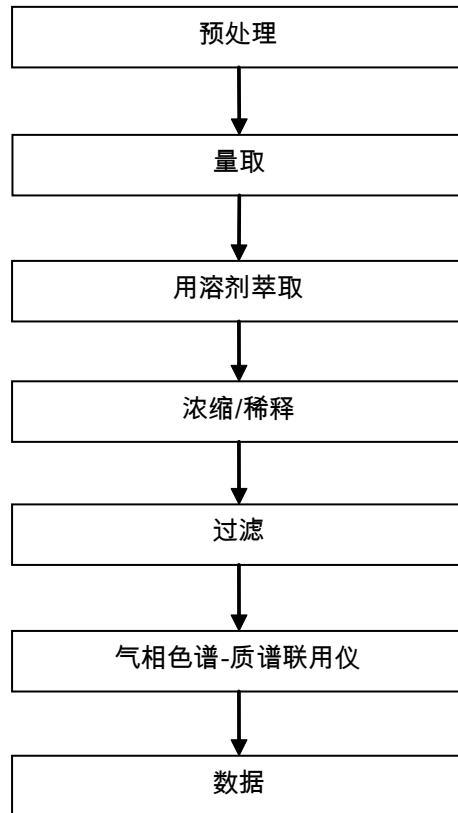 预处理
量取
用溶剂萃取
浓缩/稀释
过滤
气相色谱-质谱联用仪
数据